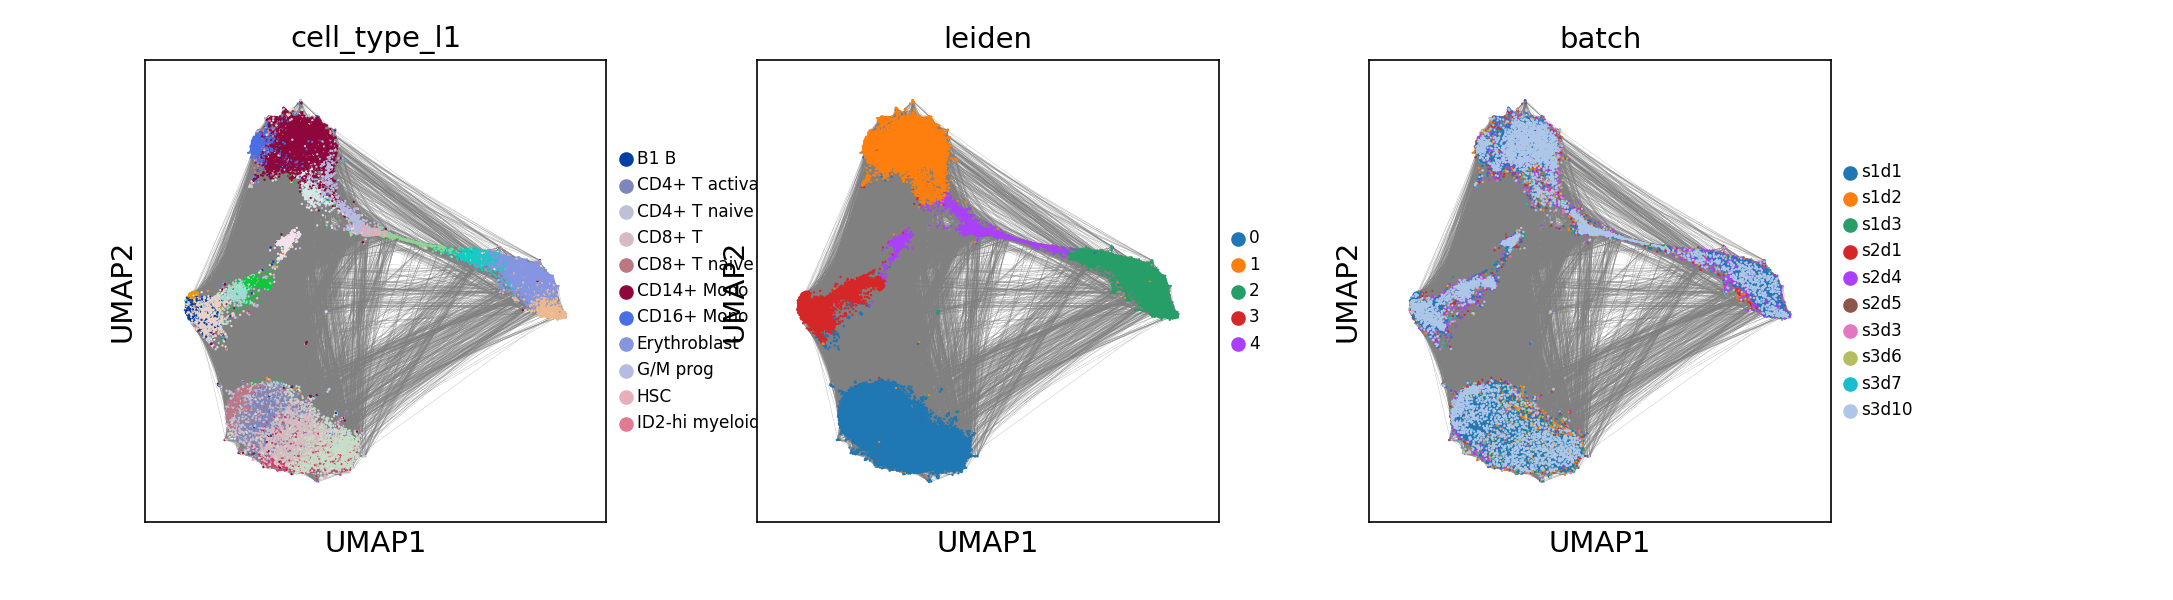 cell_type_l1
leiden
batch
UMAP2
UMAP1
B1 B
CD4+ T activa
CD4+ T naive
CD8+ T
CD8+ T naive
CD14+ Mono
CD16+ Mono
Erythroblast
G/M prog
HSC
ID2-hi myeloid
UMAP2
UMAP1
0
1
2
3
4
UMAP2
UMAP1
s1d1
s1d2
s1d3
s2d1
s2d4
s2d5
s3d3
s3d6
s3d7
s3d10